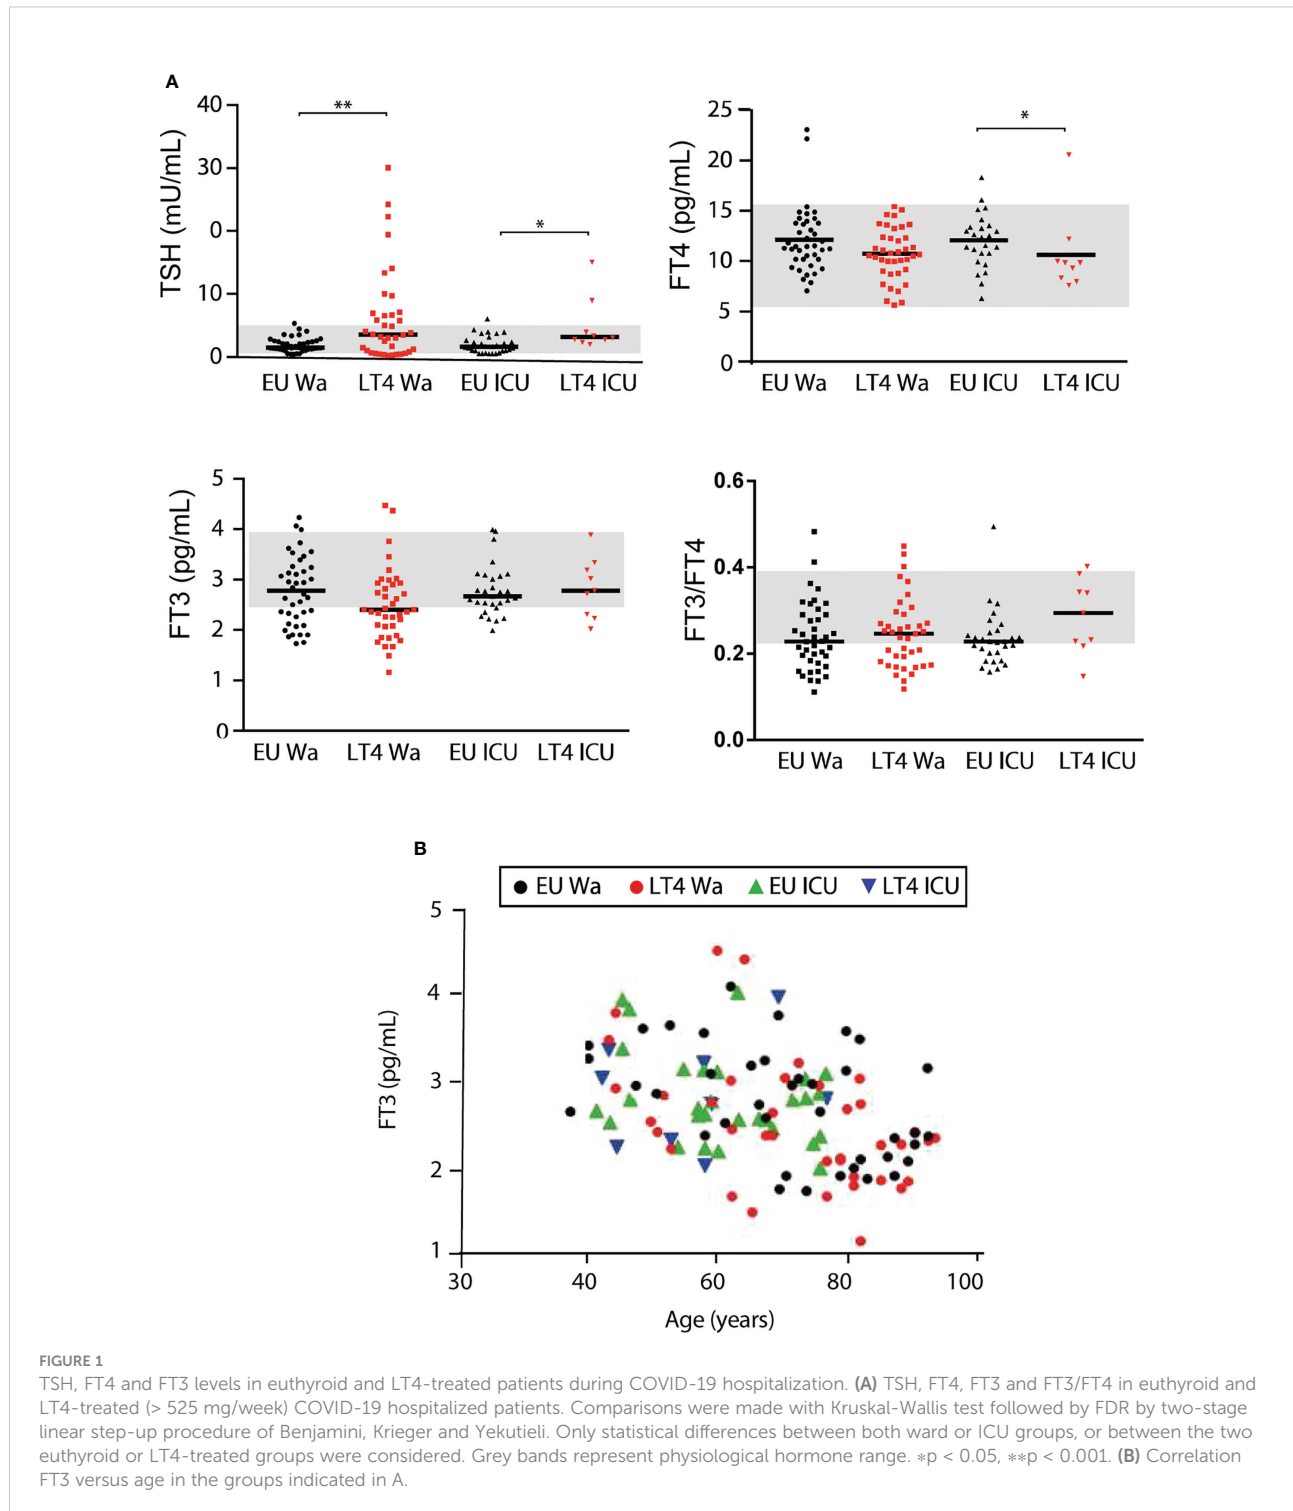 A
40
30
0
10
0
TSH (mU/mL)
**
*
EU Wa LT4 Wa EU ICU LT4 ICU
25
20
15
10
5
0
FT4 (pg/mL)
*
EU Wa LT4 Wa EU ICU LT4 ICU
5
4
3
2
1
0
FT3 (pg/mL)
EU Wa LT4 Wa EU ICU LT4 ICU
0.6
0.4
0.2
0.0
FT3/FT4
EU Wa LT4 Wa EU ICU LT4 ICU
B
EU Wa LT4 Wa EU ICU LT4 ICU
5
4
3
2
1
FT3 (pg/mL)
30 40 60 80 100
Age (years)
FIGURE 1
TSH, FT4 and FT3 levels in euthyroid and LT4-treated patients during COVID-19 hospitalization. (A) TSH, FT4, FT3 and FT3/FT4 in euthyroid and
LT4-treated (> 525 mg/week) COVID-19 hospitalized patients. Comparisons were made with Kruskal-Wallis test followed by FDR by two-stage
linear step-up procedure of Benjamini, Krieger and Yekutieli. Only statistical differences between both ward or ICU groups, or between the two
euthyroid or LT4-treated groups were considered. Grey bands represent physiological hormone range. *p < 0.05, **p < 0.001. (B) Correlation
FT3 versus age in the groups indicated in A.